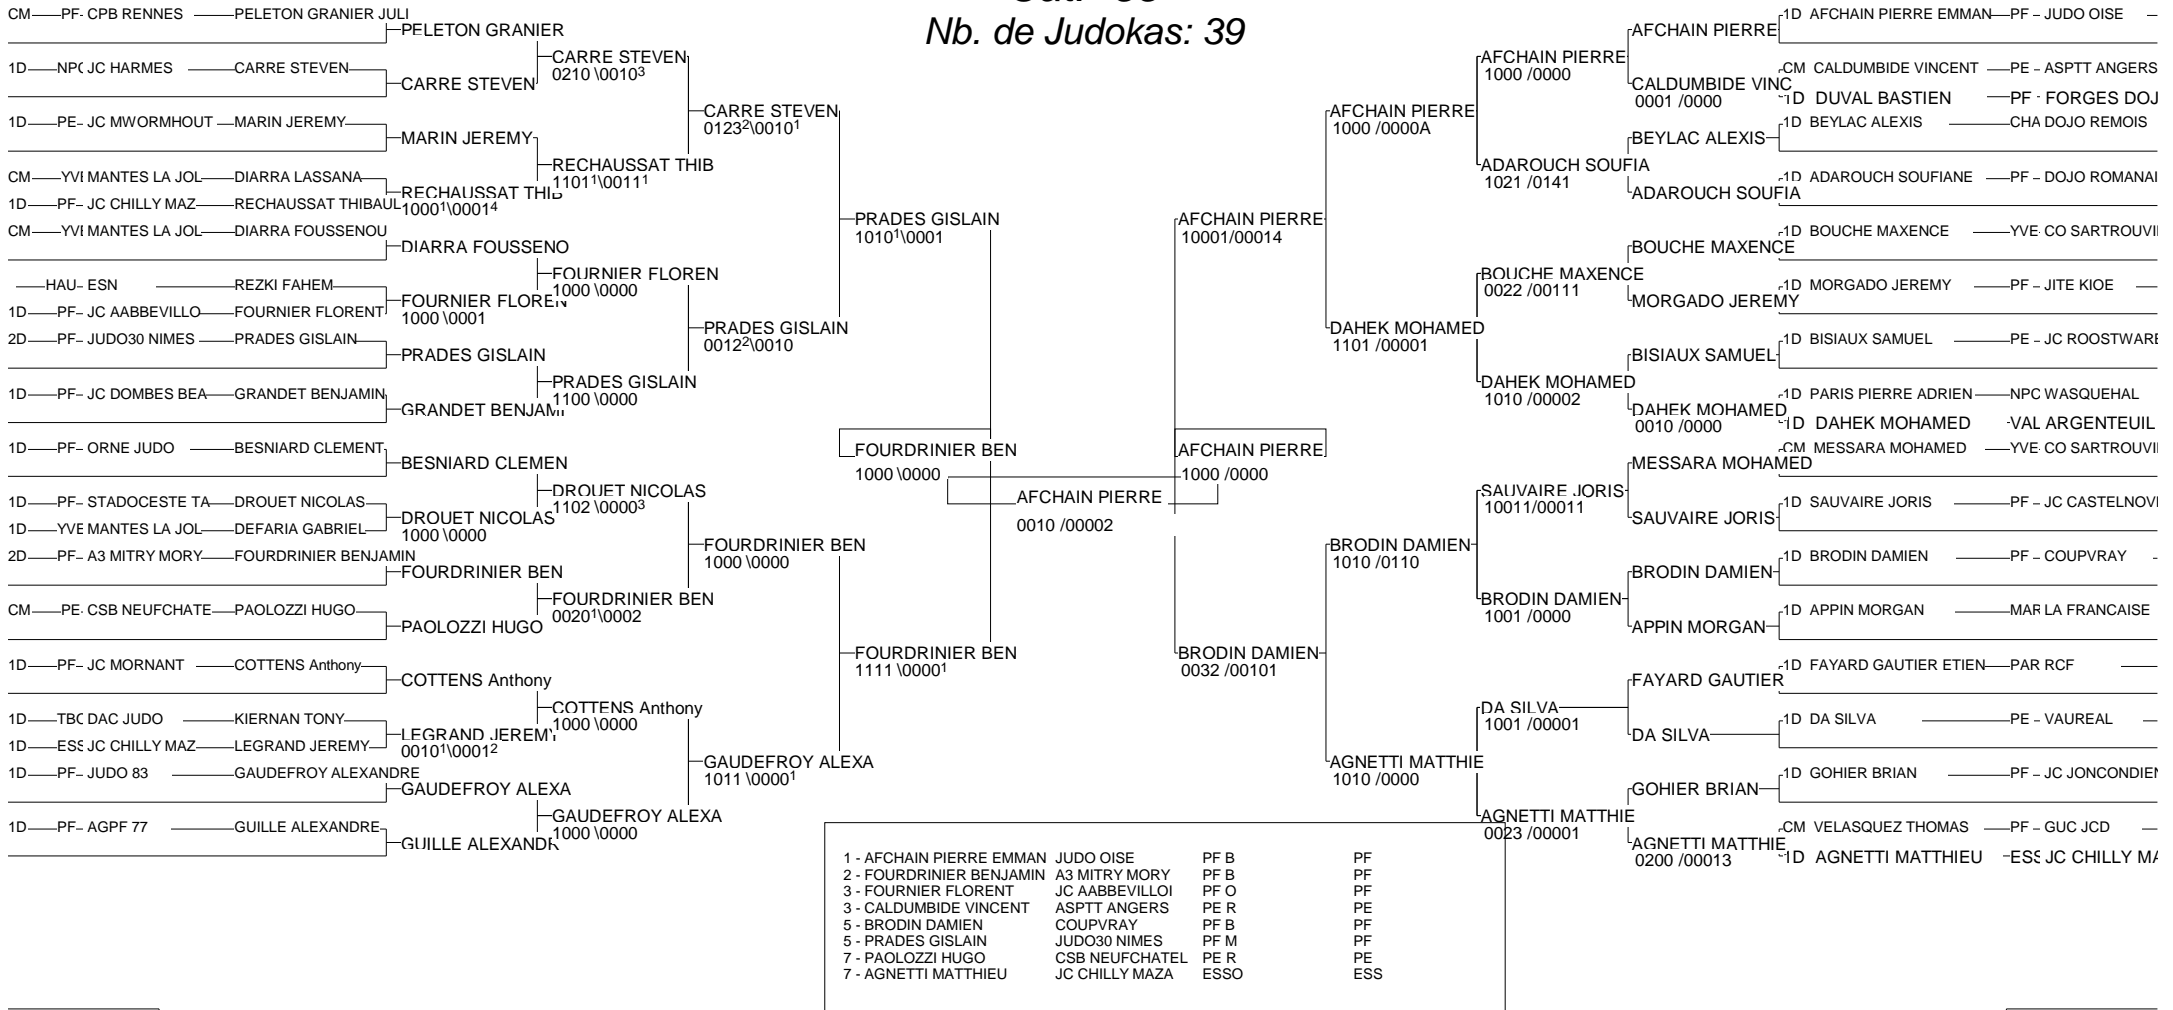 Nb. de Judokas: 39
CM PF CPB RENNES PELETON GRANIER JULI
1D NPC JC HARMES CARRE STEVEN
1D PE JC MWORMHOUT MARIN JEREMY
CM YVE MANTES LA JOL DIARRA LASSANA
1D PF JC CHILLY MAZ RECHAUSSAT THIBAUL
CM YVE MANTES LA JOL DIARRA FOUSSENOU
HAU ESN REZKI FAHEM
1D PF JC AABBEVILLO FOURNIER FLORENT
2D PF JUDO30 NIMES PRADES GISLAIN
1D PF JC DOMBES BEA GRANDET BENJAMIN
1D PF ORNE JUDO BESNIARD CLEMENT
1D PF STADOCESTE TA DROUET NICOLAS
1D YVE MANTES LA JOL DEFARIA GABRIEL
2D PF A3 MITRY MORY FOURDRINIER BENJAMIN
CM PE CSB NEUFCHATE PAOLOZZI HUGO
1D PF JC MORNANT COTTENS Anthony
1D TBO DAC JUDO KIERNAN TONY
1D ESS JC CHILLY MAZ LEGRAND JEREMY
1D PF JUDO 83 GAUDEFROY ALEXANDRE
1D PF AGPF 77 GUILLE ALEXANDRE
PELETON GRANIER
CARRE STEVEN
MARIN JEREMY
RECHAUSSAT THIB
1000¹\0001⁴
DIARRA FOUSSENO
FOURNIER FLOREN
1000 \0001
PRADES GISLAIN
GRANDET BENJAMI
BESNIARD CLEMEN
DROUET NICOLAS
1000 \0000
FOURDRINIER BEN
PAOLOZZI HUGO
COTTENS Anthony
LEGRAND JEREMY
0010¹\0001²
GAUDEFROY ALEXA
GUILLE ALEXANDR
CARRE STEVEN
0210 \0010³
RECHAUSSAT THIB
1101¹\0011¹
FOURNIER FLOREN
1000 \0000
PRADES GISLAIN
1100 \0000
DROUET NICOLAS
1102 \0000³
FOURDRINIER BEN
0020¹\0002
COTTENS Anthony
1000 \0000
GAUDEFROY ALEXA
1000 \0000
CARRE STEVEN
0123²\0010¹
PRADES GISLAIN
0012²\0010
FOURDRINIER BEN
1000 \0000
GAUDEFROY ALEXA
1011 \0000¹
PRADES GISLAIN
1010¹\0001
FOURDRINIER BEN
1111 \0000¹
FOURDRINIER BEN
1000 \0000
AFCHAIN PIERRE
0010 /00002
AFCHAIN PIERRE
1000 /0000
AFCHAIN PIERRE
10001/00014
BRODIN DAMIEN
0032 /00101
AFCHAIN PIERRE
1000 /0000A
DAHEK MOHAMED
1101 /00001
BRODIN DAMIEN
1010 /0110
AGNETTI MATTHIE
1010 /0000
AFCHAIN PIERRE
1000 /0000
ADAROUCH SOUFIA
1021 /0141
BOUCHE MAXENCE
0022 /00111
DAHEK MOHAMED
1010 /00002
SAUVAIRE JORIS
10011/00011
BRODIN DAMIEN
1001 /0000
DA SILVA
1001 /00001
AGNETTI MATTHIE
0023 /00001
AFCHAIN PIERRE
CALDUMBIDE VINC
0001 /0000
BEYLAC ALEXIS
ADAROUCH SOUFIA
BOUCHE MAXENCE
MORGADO JEREMY
BISIAUX SAMUEL
DAHEK MOHAMED
0010 /0000
MESSARA MOHAMED
SAUVAIRE JORIS
BRODIN DAMIEN
APPIN MORGAN
FAYARD GAUTIER
DA SILVA
GOHIER BRIAN
AGNETTI MATTHIE
0200 /00013
1D AFCHAIN PIERRE EMMAN PF JUDO OISE
CM CALDUMBIDE VINCENT PE ASPTT ANGERS
1D DUVAL BASTIEN PF FORGES DOJ
1D BEYLAC ALEXIS CHA DOJO REMOIS
1D ADAROUCH SOUFIANE PF DOJO ROMANAI
1D BOUCHE MAXENCE YVE CO SARTROUVI
1D MORGADO JEREMY PF JITE KIOE
1D BISIAUX SAMUEL PE JC ROOSTWARE
1D PARIS PIERRE ADRIEN NPC WASQUEHAL
1D DAHEK MOHAMED VAL ARGENTEUIL
CM MESSARA MOHAMED YVE CO SARTROUVI
1D SAUVAIRE JORIS PF JC CASTELNOV
1D BRODIN DAMIEN PF COUPVRAY
1D APPIN MORGAN MAR LA FRANCAISE
1D FAYARD GAUTIER ETIEN PAR RCF
1D DA SILVA PE VAUREAL
1D GOHIER BRIAN PF JC JONCONDIEN
CM VELASQUEZ THOMAS PF GUC JCD
1D AGNETTI MATTHIEU ESS JC CHILLY MA
1 - AFCHAIN PIERRE EMMAN JUDO OISE PF B PF
2 - FOURDRINIER BENJAMIN A3 MITRY MORY PF B PF
3 - FOURNIER FLORENT JC AABBEVILLOI PF O PF
3 - CALDUMBIDE VINCENT ASPTT ANGERS PE R PE
5 - BRODIN DAMIEN COUPVRAY PF B PF
5 - PRADES GISLAIN JUDO30 NIMES PF M PF
7 - PAOLOZZI HUGO CSB NEUFCHATEL PE R PE
7 - AGNETTI MATTHIEU JC CHILLY MAZA ESSO ESS